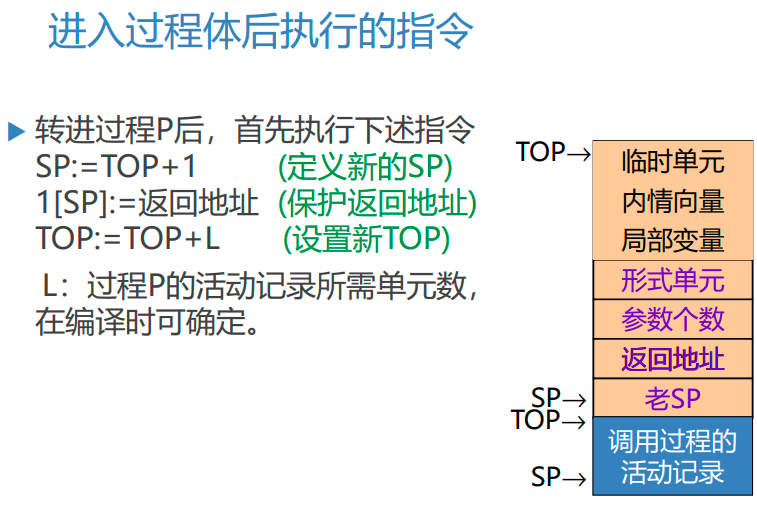 进入过程体后执行的指令
转进过程P后，首先执行下述指令
SP:=TOP+1 (定义新的SP)
1[SP]:=返回地址 (保护返回地址)
TOP:=TOP+L (设置新TOP)
L：过程P的活动记录所需单元数，
在编译时可确定。
TOP→
临时单元
内情向量
局部变量
形式单元
参数个数
返回地址
SP→
老SP
TOP→
调用过程的
活动记录
SP→